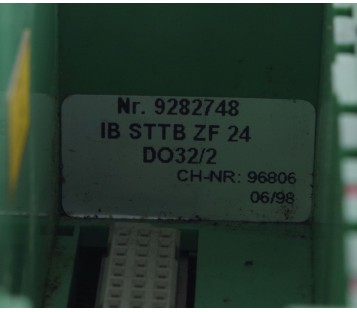 Nr. 9282748
IB STTB ZF 24
DO32/2
CH-NR: 96806
06/98